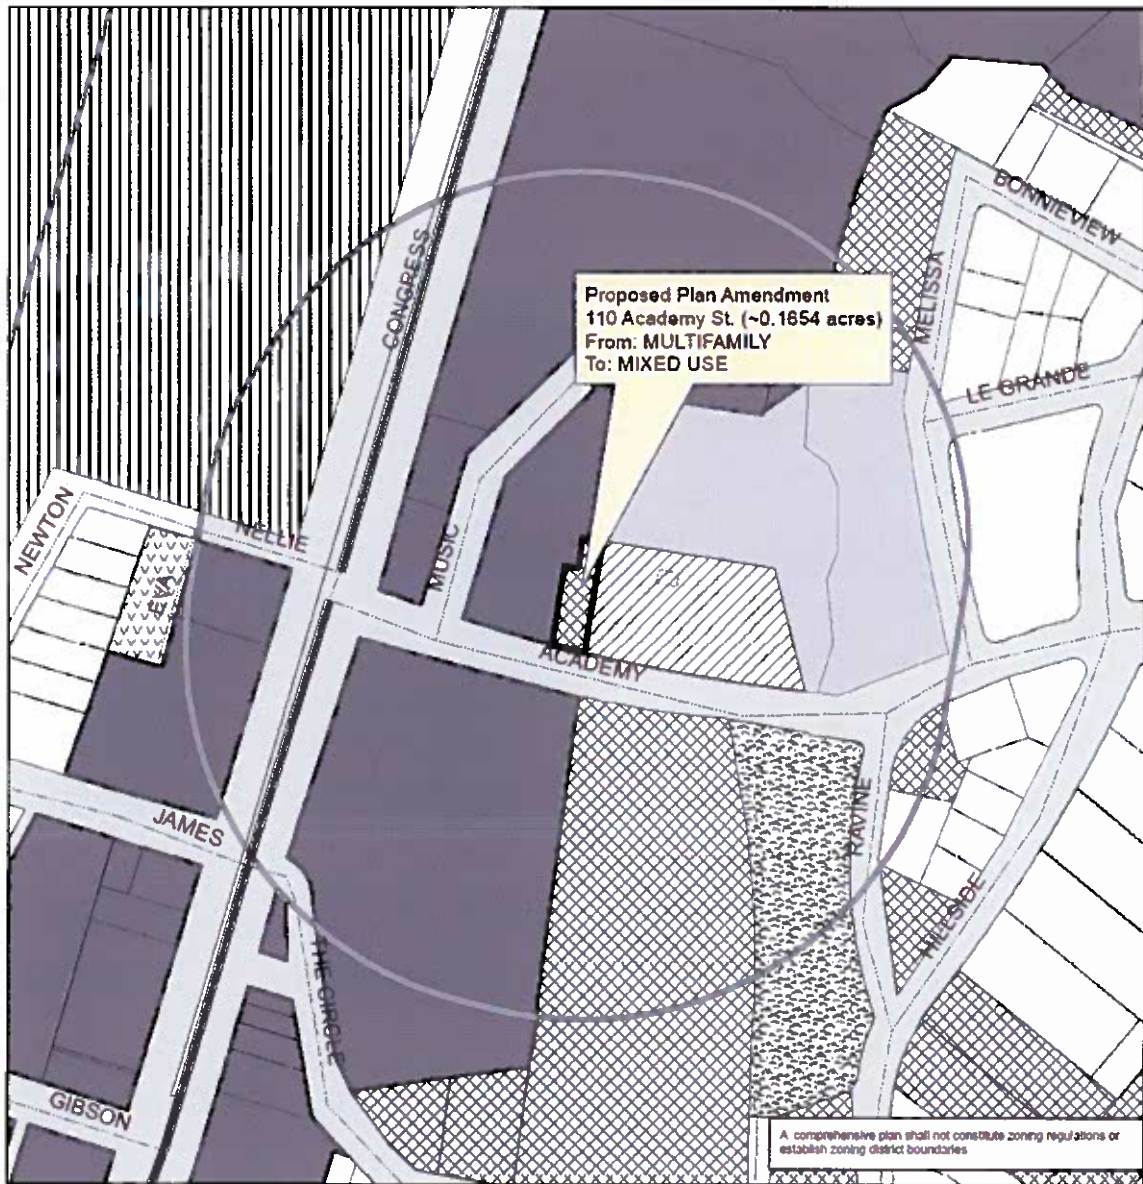 BONNIEVIEW
CONGRESS
MELISSA
Proposed Plan Amendment
110 Academy St. (~0.1654 acres)
From: MULTIFAMILY
To: MIXED USE
LE GRANDE
NEWTON
NELLIE
MUSIC
EVA
ACADEMY
JAMES
RAVINE
HILLSIDE
THE CIRCLE
GIBSON
A comprehensive plan shall not constitute zoning regulations or
establish zoning district boundaries